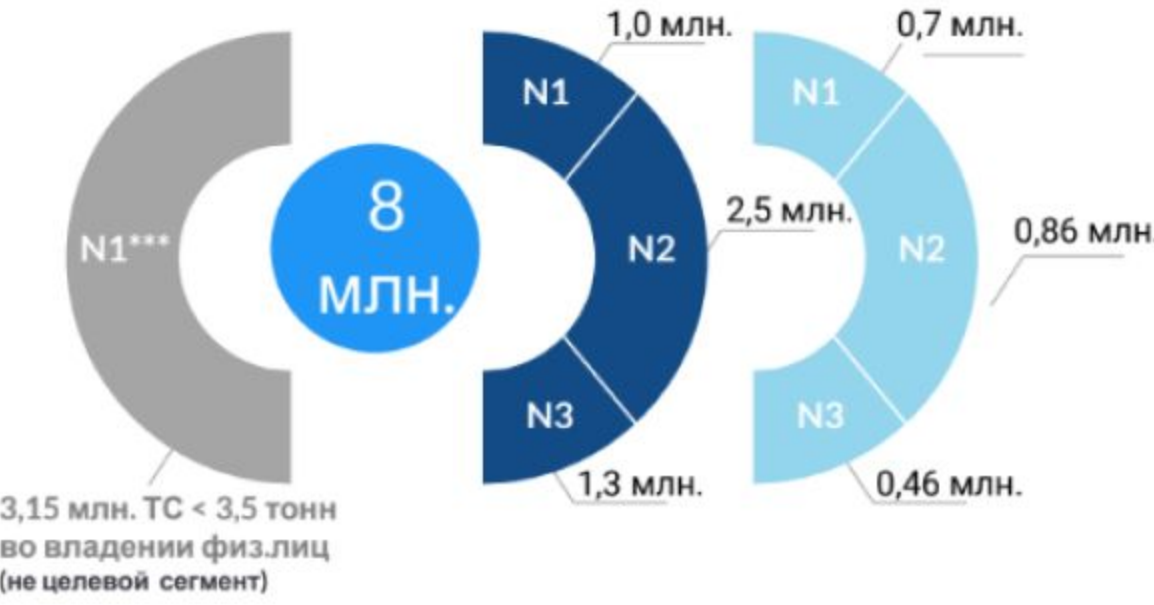 1,0 млн.
0,7 млн.
N1
N1
8
млн.
2,5 млн.
0,86 млн
N1***
N2
N2
N3
N3
1,3 млн.
0,46 млн.
3,15 млн. ТС < 3,5 тонн
во владении физ.лиц
(не целевой сегмент)